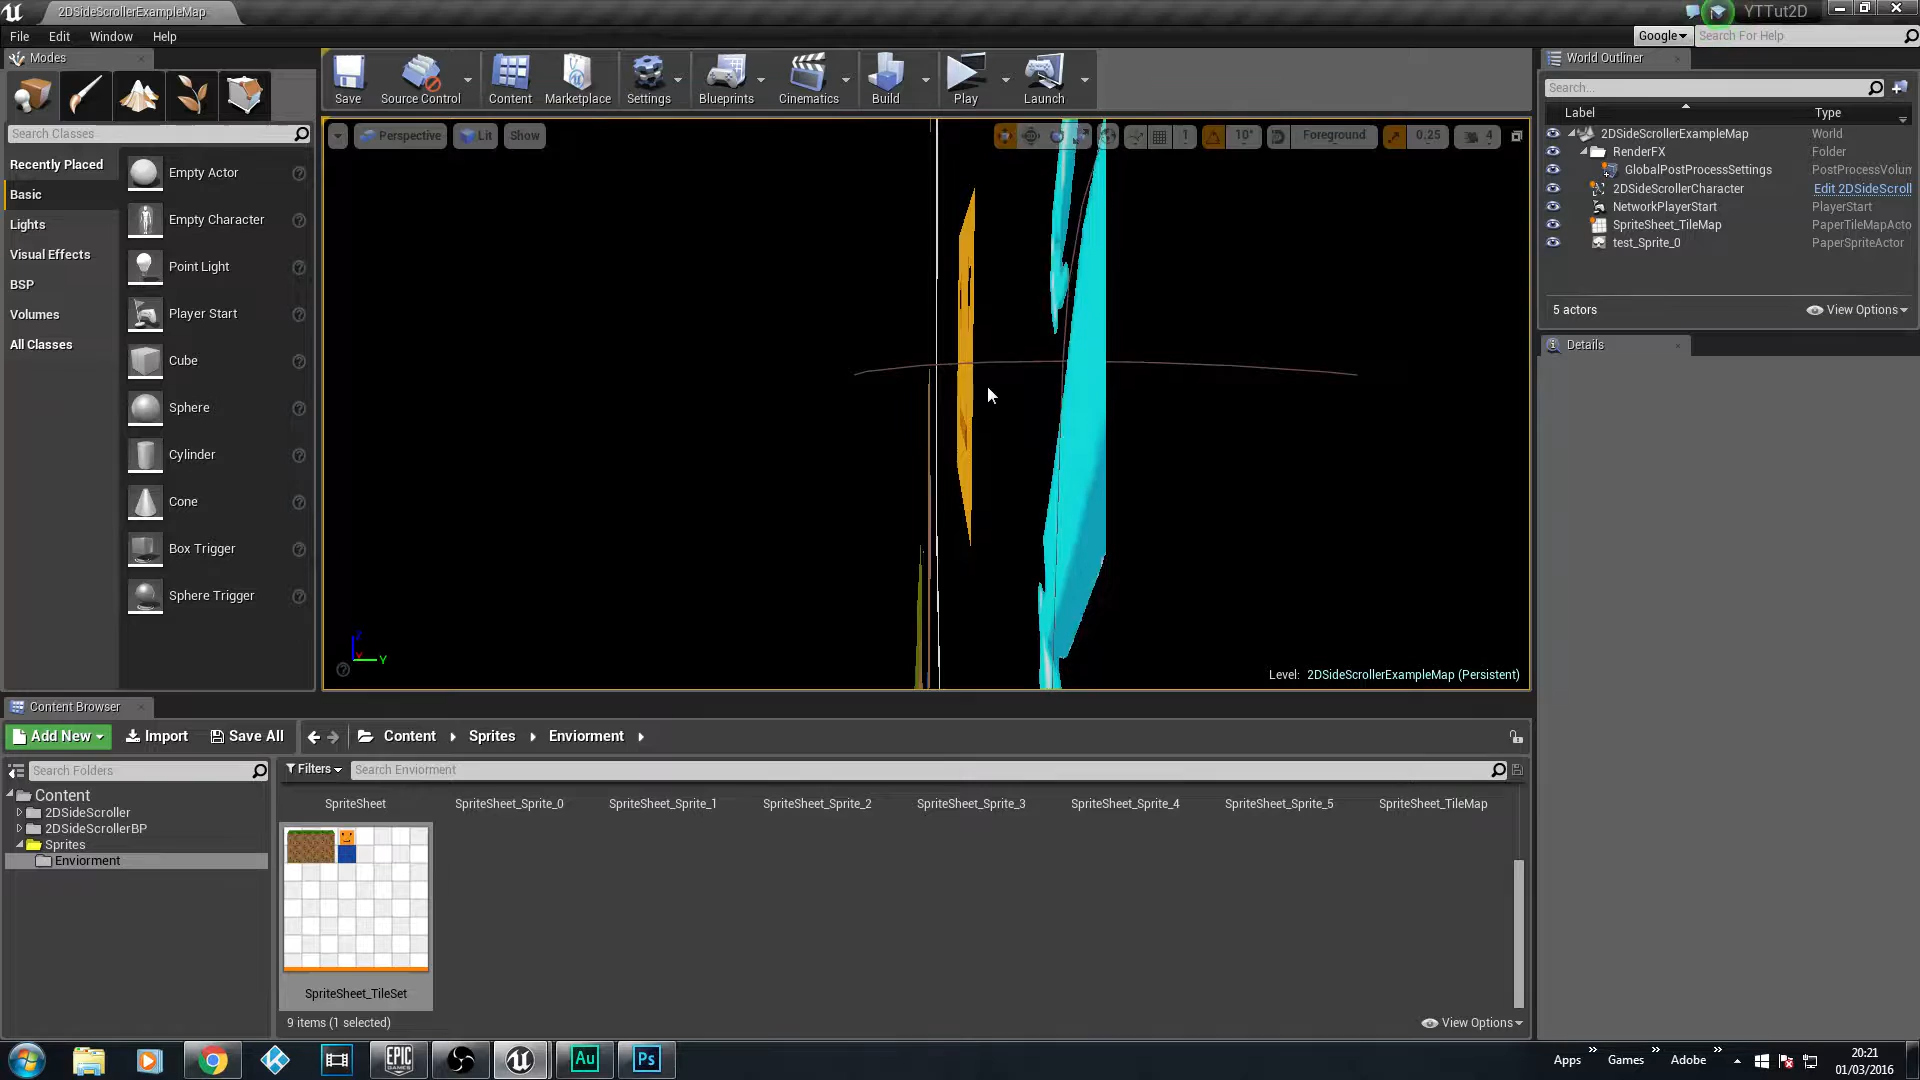 2DSideScrollerExampleMap
YTTut2D
File Edit Window Help
Google
Search For Help
Modes
Search Classes
Recently Placed
Basic
Lights
Visual Effects
BSP
Volumes
All Classes
Empty Actor
Empty Character
Point Light
Player Start
Cube
Sphere
Cylinder
Cone
Box Trigger
Sphere Trigger
Save
Source Control
Content
Marketplace
Settings
Blueprints
Cinematics
Build
Play
Launch
Perspective
Lit
Show
1
10°
Foreground
0.25
4
Z
Y
Level: 2DSideScrollerExampleMap (Persistent)
World Outliner
Search...
Label Type
2DSideScrollerExampleMap World
RenderFX Folder
GlobalPostProcessSettings PostProcessVolum
2DSideScrollerCharacter Edit 2DSideScroll
NetworkPlayerStart PlayerStart
SpriteSheet_TileMap PaperTileMapActo
test_Sprite_0 PaperSpriteActor
5 actors
View Options
Details
Content Browser
Add New
Import
Save All
Content
Sprites
Enviorment
Search Folders
Content
2DSideScroller
2DSideScrollerBP
Sprites
Enviorment
Filters
Search Enviorment
SpriteSheet
SpriteSheet_Sprite_0
SpriteSheet_Sprite_1
SpriteSheet_Sprite_2
SpriteSheet_Sprite_3
SpriteSheet_Sprite_4
SpriteSheet_Sprite_5
SpriteSheet_TileMap
SpriteSheet_TileSet
9 items (1 selected)
View Options
EPIC
GAMES
Au
Ps
Apps
Games
Adobe
20:21
01/03/2016